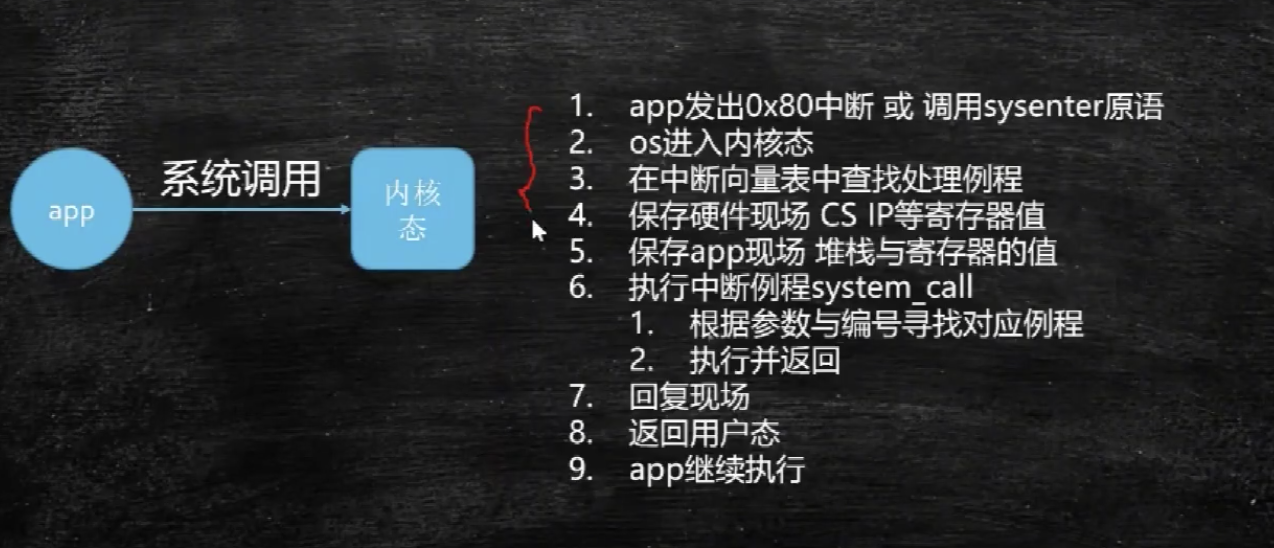 app
系统调用
内核
态
1. app发出0x80中断 或 调用sysenter原语
2. os进入内核态
3. 在中断向量表中查找处理例程
4. 保存硬件现场 CS IP等寄存器值
5. 保存app现场 堆栈与寄存器的值
6. 执行中断例程system_call
1. 根据参数与编号寻找对应例程
2. 执行并返回
7. 回复现场
8. 返回用户态
9. app继续执行